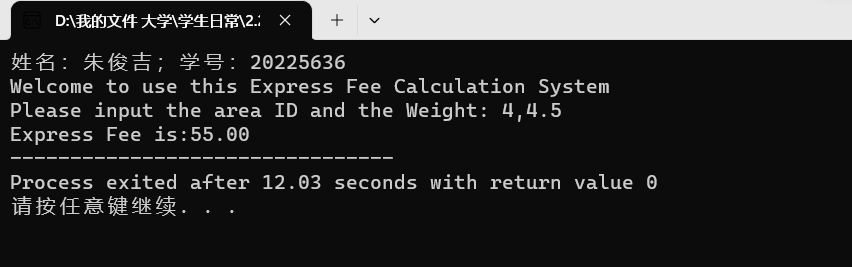 D:\我的文件 大学\学生日常\2.2
姓名：朱俊吉；学号：20225636
Welcome to use this Express Fee Calculation System
Please input the area ID and the Weight: 4,4.5
Express Fee is:55.00
--------------------------------
Process exited after 12.03 seconds with return value 0
请按任意键继续. . .